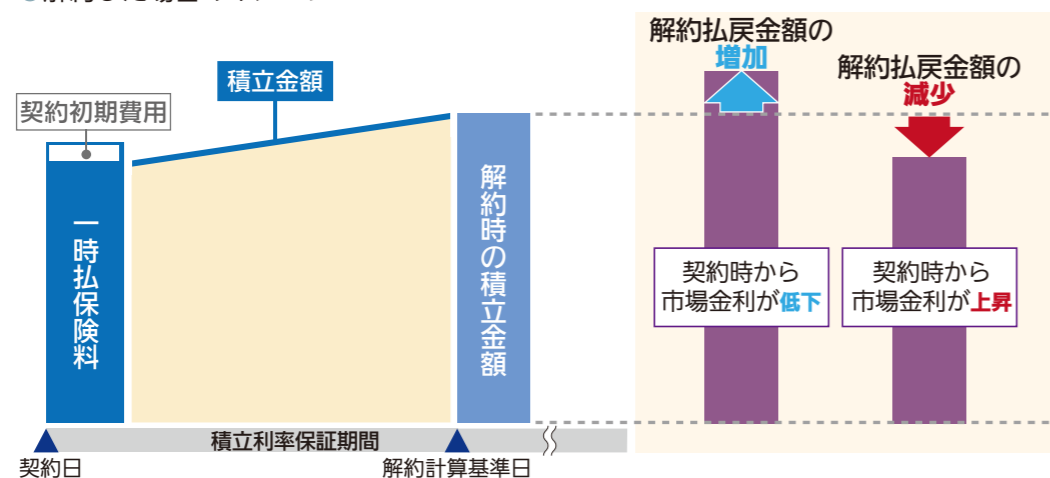 契約初期費用
積立金額
一時払保険料
解約時の積立金額
積立利率保証期間
契約日
解約計算基準日
解約払戻金額の
増加
解約払戻金額の
減少
契約時から
市場金利が低下
契約時から
市場金利が上昇